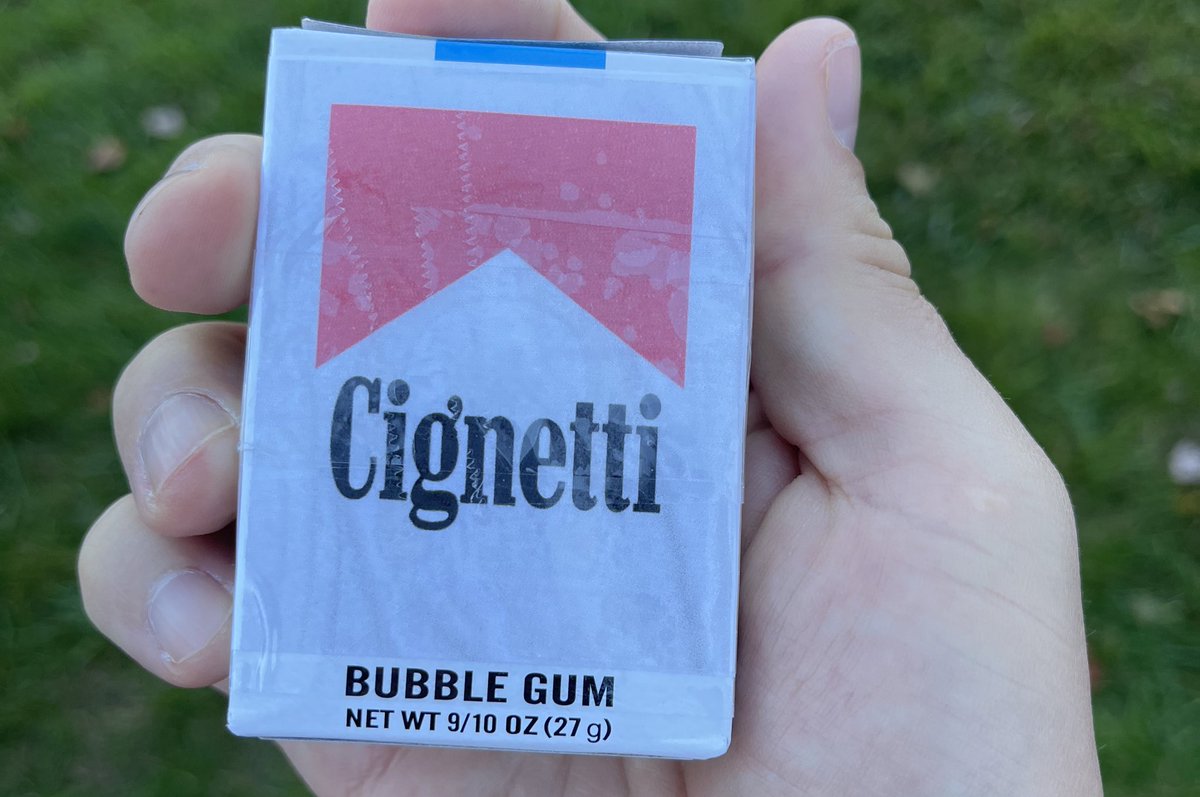 Cignetti
BUBBLE GUM
NET WT 9/10 OZ (27 g)